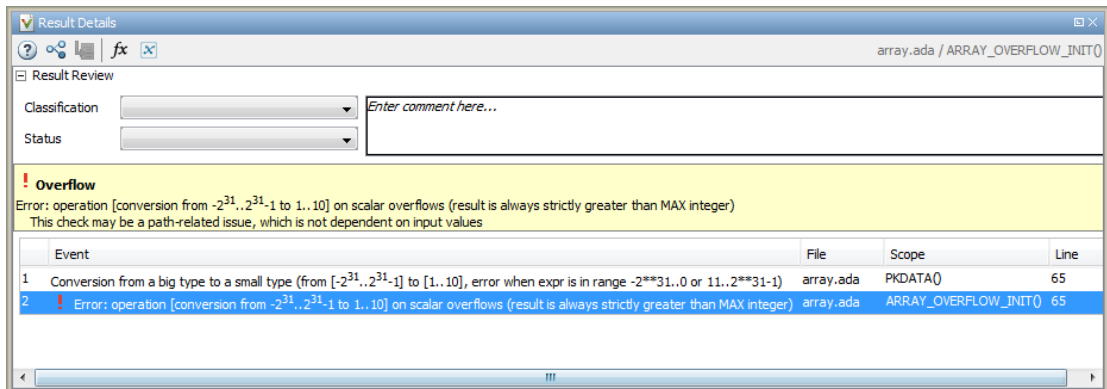 Result Details
fx x array.ada / ARRAY_OVERFLOW_INIT()
Result Review
Classification
Enter comment here...
Status
! Overflow
Error: operation [conversion from -2³¹..2³¹-1 to 1..10] on scalar overflows (result is always strictly greater than MAX integer)
This check may be a path-related issue, which is not dependent on input values
Event File Scope Line
1 Conversion from a big type to a small type (from [-2³¹..2³¹-1] to [1..10], error when expr is in range -2**31..0 or 11..2**31-1) array.ada PKDATA() 65
2 ! Error: operation [conversion from -2³¹..2³¹-1 to 1..10] on scalar overflows (result is always strictly greater than MAX integer) array.ada ARRAY_OVERFLOW_INIT() 65